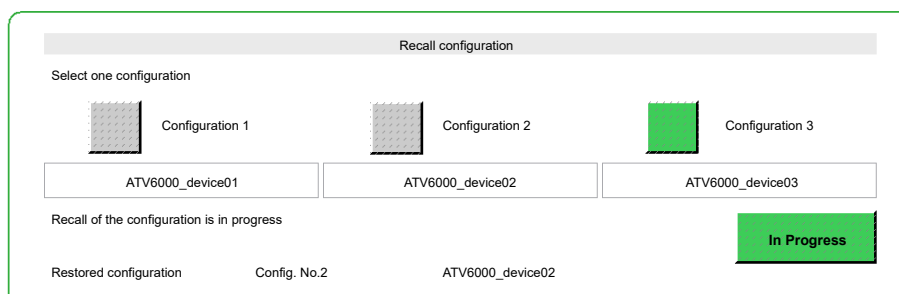 Recall configuration
Select one configuration
Configuration 1 Configuration 2 Configuration 3
ATV6000_device01 ATV6000_device02 ATV6000_device03
Recall of the configuration is in progress
In Progress
Restored configuration Config. No.2 ATV6000_device02